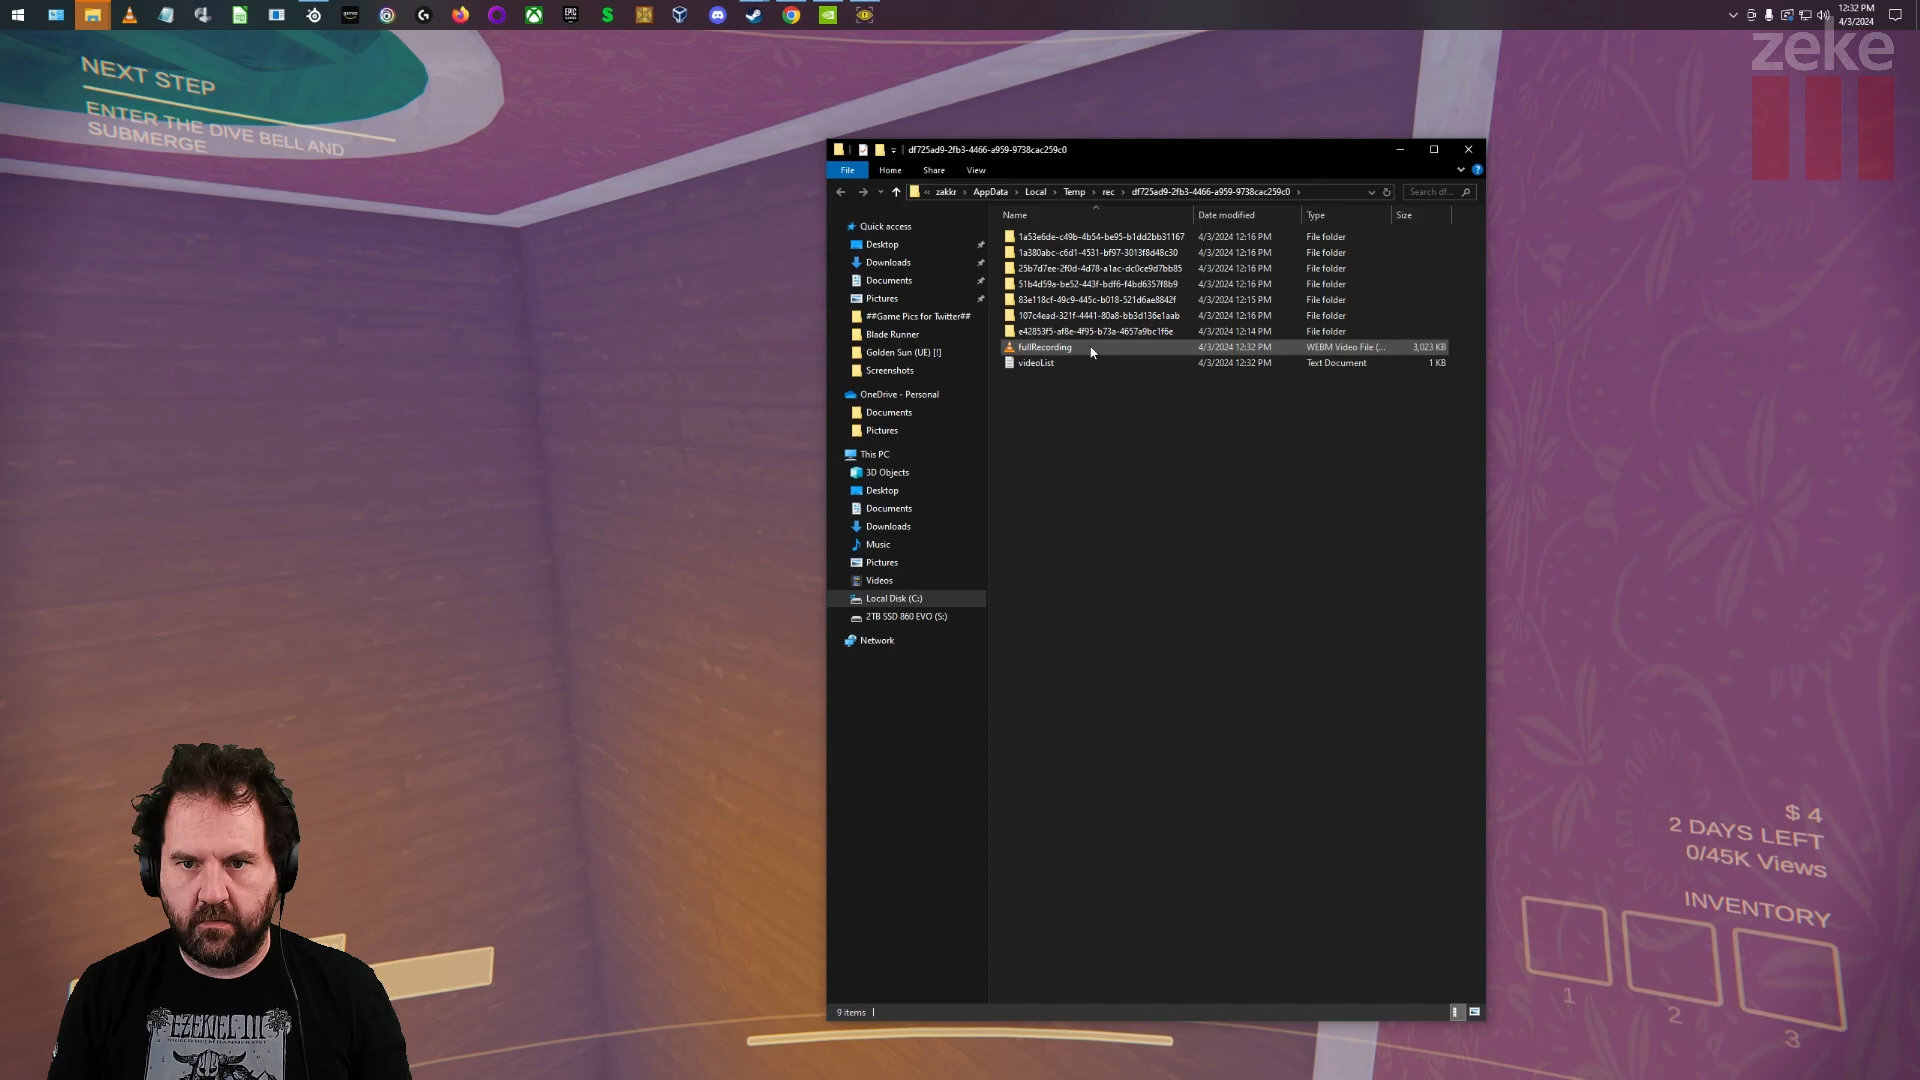 12:32 PM
4/3/2024
zeke
NEXT STEP
ENTER THE DIVE BELL AND
SUBMERGE
df725ad9-2fb3-4466-a959-9738cac259c0
File Home Share View
« zakkr › AppData › Local › Temp › rec › df725ad9-2fb3-4466-a959-9738cac259c0 ›
Search df...
Name Date modified Type Size
1a53e6de-c49b-4b54-be95-b1dd2bb31167 4/3/2024 12:16 PM File folder
1a380abc-c6d1-4531-bf97-3013f8d48c30 4/3/2024 12:16 PM File folder
25b7d7ee-2f0d-4d78-a1ac-dc0ce9d7bb85 4/3/2024 12:16 PM File folder
51b4d59a-be52-443f-bdf6-f4bd6357f8b9 4/3/2024 12:16 PM File folder
83e118cf-49c9-445c-b018-521d6ae8842f 4/3/2024 12:15 PM File folder
107c4ead-321f-4441-80a8-bb3d136e1aab 4/3/2024 12:16 PM File folder
e42853f5-af8e-4f95-b73a-4657a9bc1f6e 4/3/2024 12:14 PM File folder
fullRecording 4/3/2024 12:32 PM WEBM Video File (... 3,023 KB
videoList 4/3/2024 12:32 PM Text Document 1 KB
Quick access
Desktop
Downloads
Documents
Pictures
##Game Pics for Twitter##
Blade Runner
Golden Sun (UE) [!]
Screenshots
OneDrive - Personal
Documents
Pictures
This PC
3D Objects
Desktop
Documents
Downloads
Music
Pictures
Videos
Local Disk (C:)
2TB SSD 860 EVO (S:)
Network
9 items
$ 4
2 DAYS LEFT
0/45K Views
INVENTORY
1
2
3
EZEKEL III